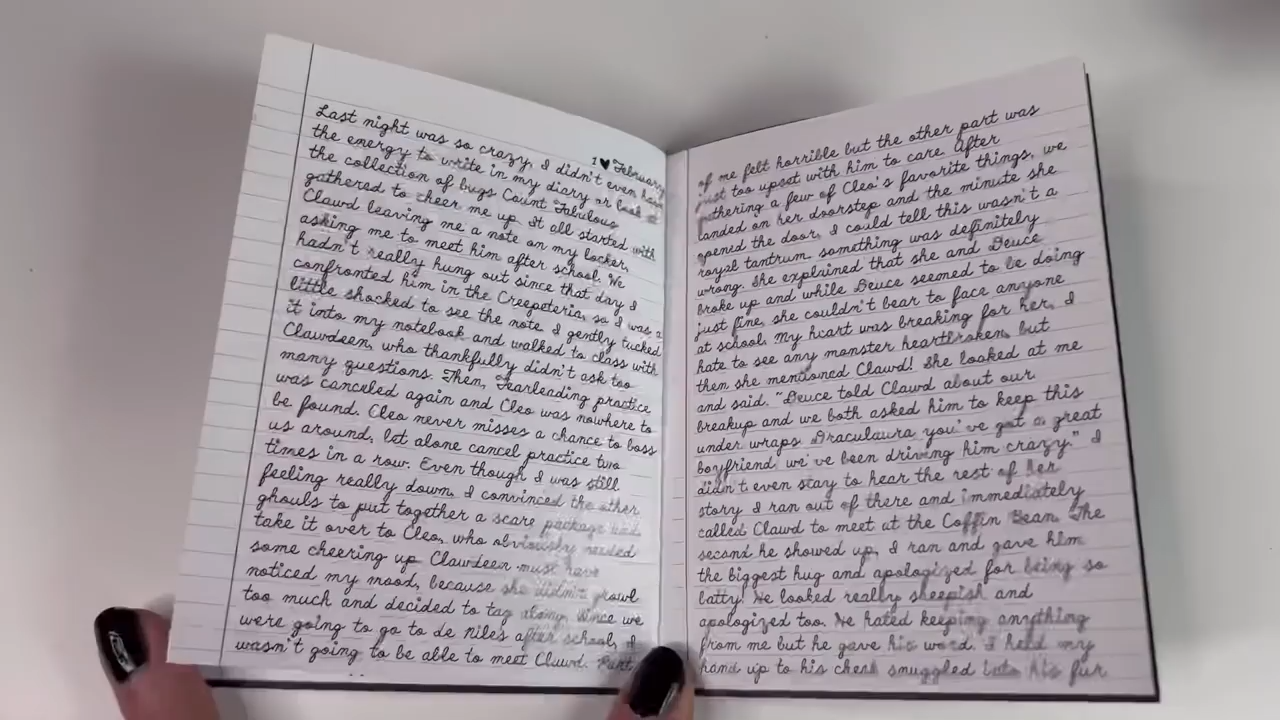 1 ♥ February
Last night was so crazy, I didn't even have
the energy to write in my diary or look at
the collection of bugs Count Fabulous
gathered to cheer me up. It all started with
Clawd leaving me a note on my locker,
asking me to meet him after school. We
hadn't really hung out since that day I
confronted him in the Creepeteria, so I was a
little shocked to see the note. I gently tucked
it into my notebook and walked to class with
Clawdeen, who thankfully didn't ask too
many questions. Then, Fearleading practice
was canceled again and Cleo was nowhere to
be found. Cleo never misses a chance to boss
us around, let alone cancel practice two
times in a row. Even though I was still
feeling really down, I convinced the other
ghouls to put together a scare package and
take it over to Cleo, who obviously needed
some cheering up. Clawdeen must have
noticed my mood, because she didn't growl
too much and decided to tag along. Since we
were going to go to de Nile's after school, I
wasn't going to be able to meet Clawd. Part
of me felt horrible but the other part was
just too upset with him to care. After
gathering a few of Cleo's favorite things, we
landed on her doorstep and the minute she
opened the door, I could tell this wasn't a
royal tantrum, something was definitely
wrong. She explained that she and Deuce
broke up and while Deuce seemed to be doing
just fine, she couldn't bear to face anyone
at school. My heart was breaking for her, I
hate to see any monster heartbroken, but
then she mentioned Clawd! She looked at me
and said, "Deuce told Clawd about our
breakup and we both asked him to keep this
under wraps. Draculaura you've got a great
boyfriend, we've been driving him crazy." I
didn't even stay to hear the rest of her
story I ran out of there and immediately
called Clawd to meet at the Coffin Bean. The
second he showed up, I ran and gave him
the biggest hug and apologized for being so
batty! He looked really sheepish and
apologized too. He hated keeping anything
from me but he gave his word. I held my
hand up to his cheek snuggled into his fur